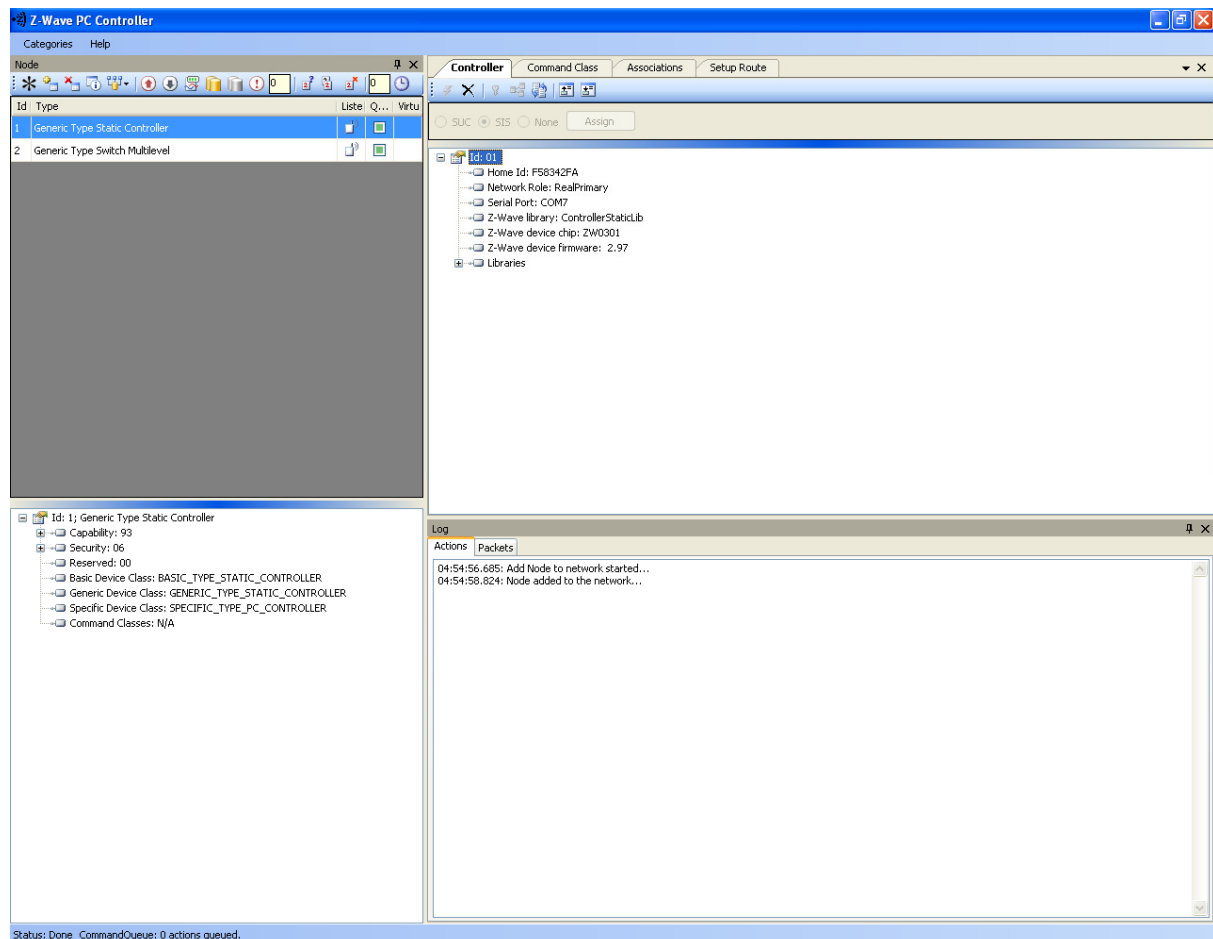 Z-Wave PC Controller
Categories Help
Node
0
0
Id Type Liste Q... Virtu
1 Generic Type Static Controller
2 Generic Type Switch Multilevel
Id: 1; Generic Type Static Controller
Capability: 93
Security: 06
Reserved: 00
Basic Device Class: BASIC_TYPE_STATIC_CONTROLLER
Generic Device Class: GENERIC_TYPE_STATIC_CONTROLLER
Specific Device Class: SPECIFIC_TYPE_PC_CONTROLLER
Command Classes: N/A
Controller Command Class Associations Setup Route
SUC SIS None Assign
Id: 01
Home Id: F58342FA
Network Role: RealPrimary
Serial Port: COM7
Z-Wave library: ControllerStaticLib
Z-Wave device chip: ZW0301
Z-Wave device firmware: 2.97
Libraries
Log
Actions Packets
04:54:56.685: Add Node to network started...
04:54:58.824: Node added to the network...
Status: Done CommandQueue: 0 actions queued.